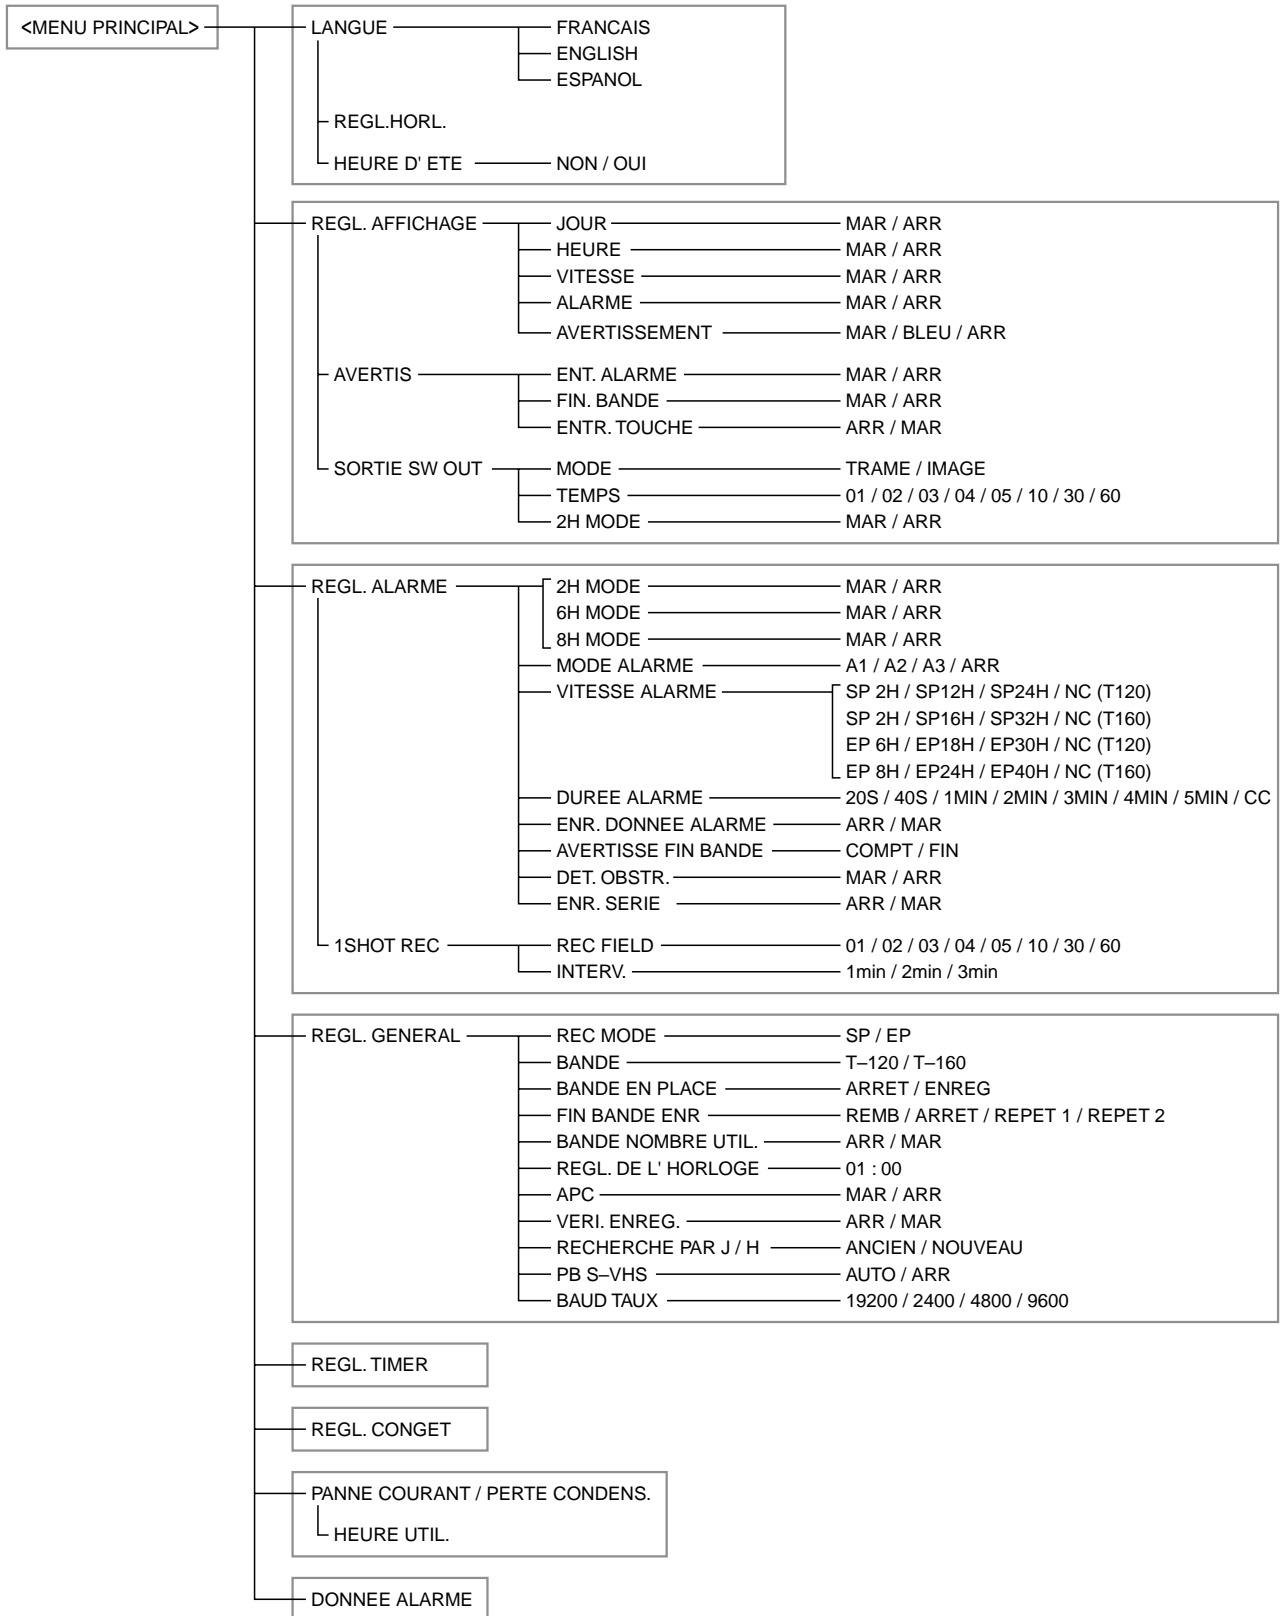 <MENU PRINCIPAL> LANGUE FRANCAIS
ENGLISH
ESPANOL
REGL.HORL.
HEURE D' ETE NON / OUI
REGL. AFFICHAGE JOUR MAR / ARR
HEURE MAR / ARR
VITESSE MAR / ARR
ALARME MAR / ARR
AVERTISSEMENT MAR / BLEU / ARR
AVERTIS ENT. ALARME MAR / ARR
FIN. BANDE MAR / ARR
ENTR. TOUCHE ARR / MAR
SORTIE SW OUT MODE TRAME / IMAGE
TEMPS 01 / 02 / 03 / 04 / 05 / 10 / 30 / 60
2H MODE MAR / ARR
REGL. ALARME 2H MODE MAR / ARR
6H MODE MAR / ARR
8H MODE MAR / ARR
MODE ALARME A1 / A2 / A3 / ARR
VITESSE ALARME SP 2H / SP12H / SP24H / NC (T120)
SP 2H / SP16H / SP32H / NC (T160)
EP 6H / EP18H / EP30H / NC (T120)
EP 8H / EP24H / EP40H / NC (T160)
DUREE ALARME 20S / 40S / 1MIN / 2MIN / 3MIN / 4MIN / 5MIN / CC
ENR. DONNEE ALARME ARR / MAR
AVERTISSE FIN BANDE COMPT / FIN
DET. OBSTR. MAR / ARR
ENR. SERIE ARR / MAR
1SHOT REC REC FIELD 01 / 02 / 03 / 04 / 05 / 10 / 30 / 60
INTERV. 1min / 2min / 3min
REGL. GENERAL REC MODE SP / EP
BANDE T–120 / T–160
BANDE EN PLACE ARRET / ENREG
FIN BANDE ENR REMB / ARRET / REPET 1 / REPET 2
BANDE NOMBRE UTIL. ARR / MAR
REGL. DE L' HORLOGE 01 : 00
APC MAR / ARR
VERI. ENREG. ARR / MAR
RECHERCHE PAR J / H ANCIEN / NOUVEAU
PB S–VHS AUTO / ARR
BAUD TAUX 19200 / 2400 / 4800 / 9600
REGL. TIMER
REGL. CONGET
PANNE COURANT / PERTE CONDENS.
HEURE UTIL.
DONNEE ALARME